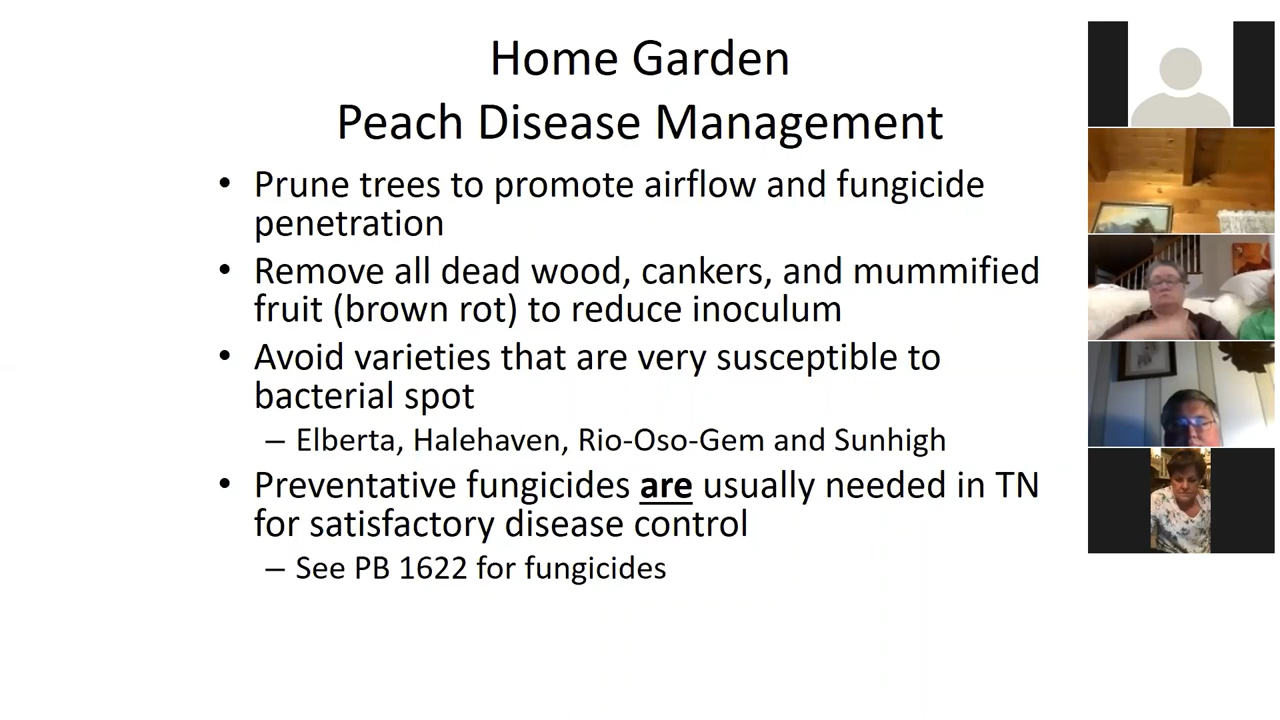 Home Garden
Peach Disease Management
• Prune trees to promote airflow and fungicide
penetration
• Remove all dead wood, cankers, and mummified
fruit (brown rot) to reduce inoculum
• Avoid varieties that are very susceptible to
bacterial spot
– Elberta, Halehaven, Rio-Oso-Gem and Sunhigh
• Preventative fungicides are usually needed in TN
for satisfactory disease control
– See PB 1622 for fungicides